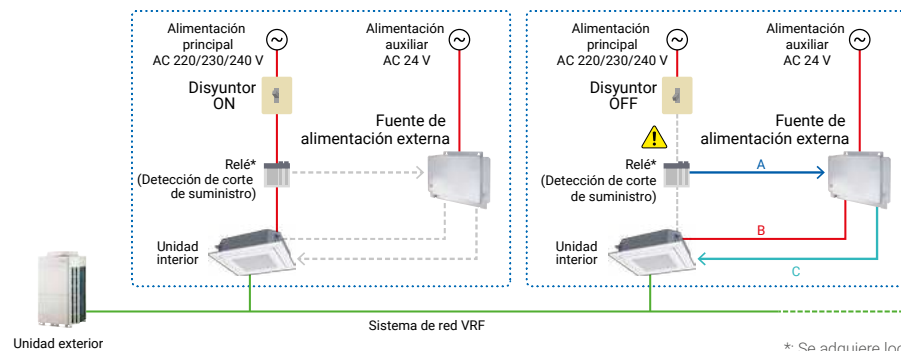 Alimentación
principal
AC 220/230/240 V
Alimentación
auxiliar
AC 24 V
Disyuntor
ON
Fuente de
alimentación externa
Relé*
(Detección de corte
de suministro)
Unidad
interior
Alimentación
principal
AC 220/230/240 V
Alimentación
auxiliar
AC 24 V
Disyuntor
OFF
Fuente de
alimentación externa
Relé*
(Detección de corte
de suministro)
A
B
C
Unidad
interior
Sistema de red VRF
Unidad exterior
*: Se adquiere